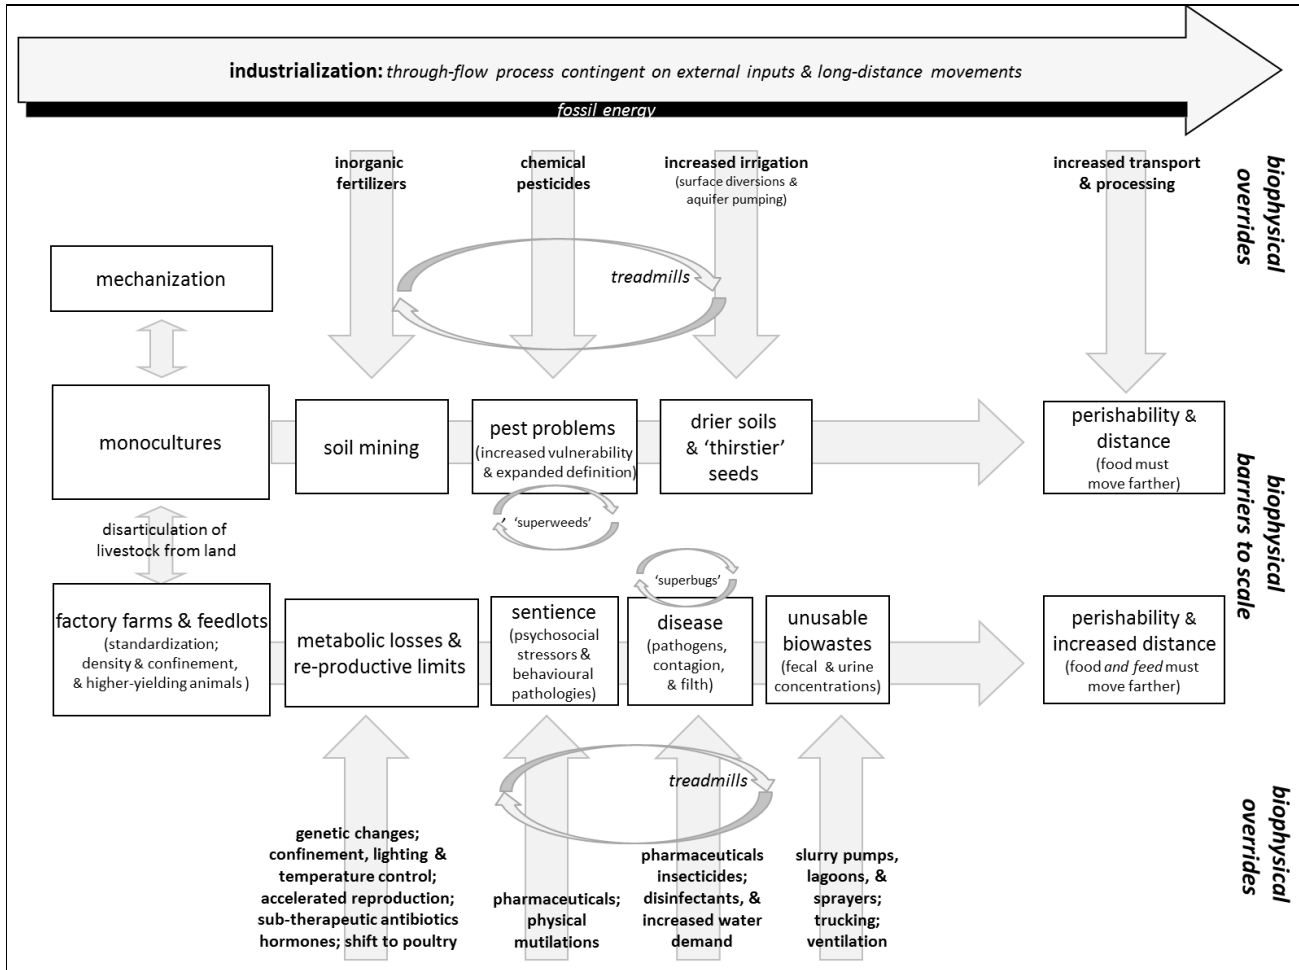 industrialization: through-flow process contingent on external inputs & long-distance movements
fossil energy
inorganic
fertilizers
chemical
pesticides
increased irrigation
(surface diversions &
aquifer pumping)
increased transport
& processing
biophysical
overrides
treadmills
mechanization
monocultures
soil mining
pest problems
(increased vulnerability
& expanded definition)
drier soils
& ‘thirstier’
seeds
perishability &
distance
(food must
move farther)
biophysical
barriers to scale
‘superweeds’
disarticulation of
livestock from land
‘superbugs’
factory farms & feedlots
(standardization;
density & confinement,
& higher-yielding animals )
metabolic losses &
re-productive limits
sentience
(psychosocial
stressors &
behavioural
pathologies)
disease
(pathogens,
contagion,
& filth)
unusable
biowastes
(fecal & urine
concentrations)
perishability &
increased distance
(food and feed must
move farther)
treadmills
genetic changes;
confinement, lighting &
temperature control;
accelerated reproduction;
sub-therapeutic antibiotics
hormones; shift to poultry
pharmaceuticals;
physical
mutilations
pharmaceuticals
insecticides;
disinfectants, &
increased water
demand
slurry pumps,
lagoons, &
sprayers;
trucking;
ventilation
biophysical
overrides